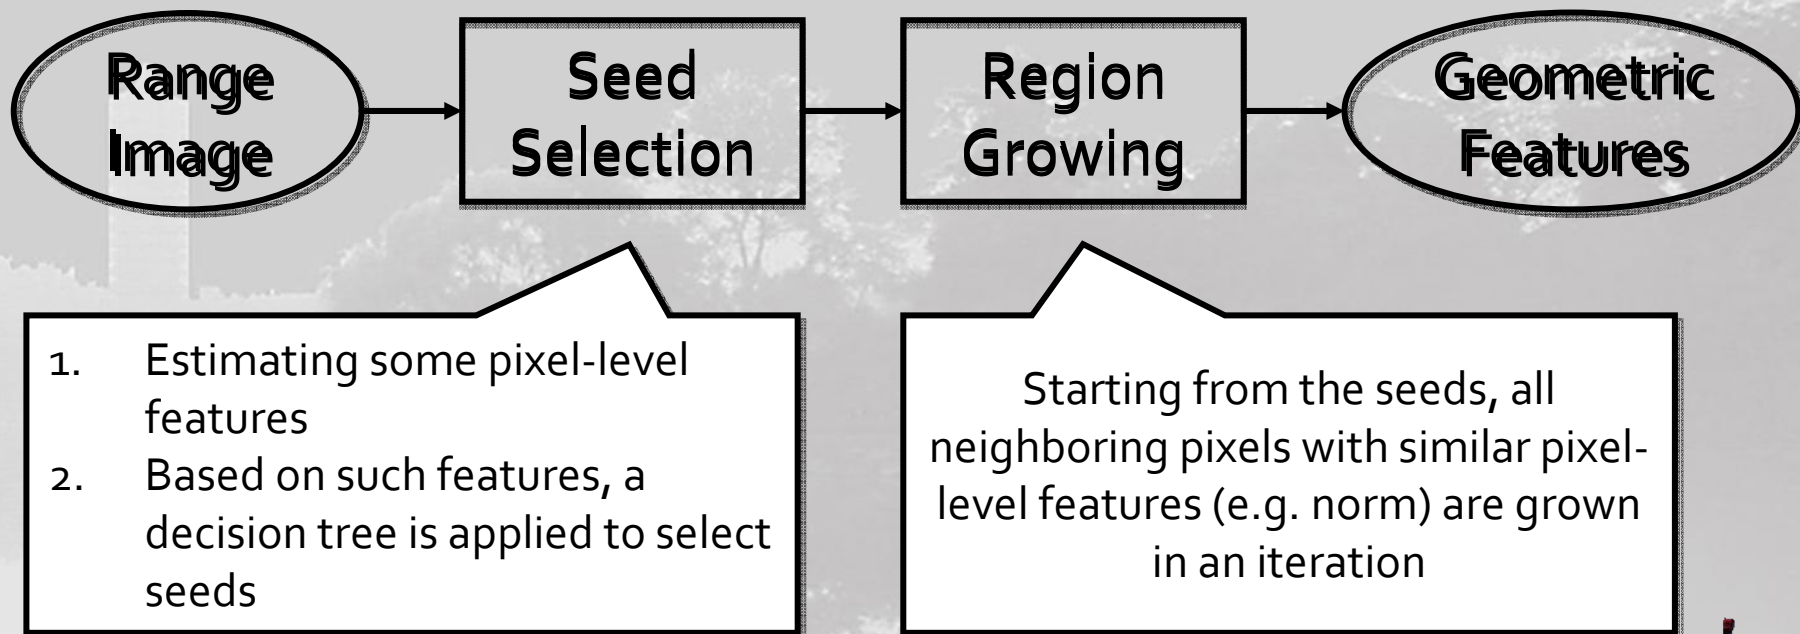 Range
Image
Seed
Selection
Region
Growing
Geometric
Features
1. Estimating some pixel-level
features
2. Based on such features, a
decision tree is applied to select
seeds
Starting from the seeds, all
neighboring pixels with similar pixel-
level features (e.g. norm) are grown
in an iteration